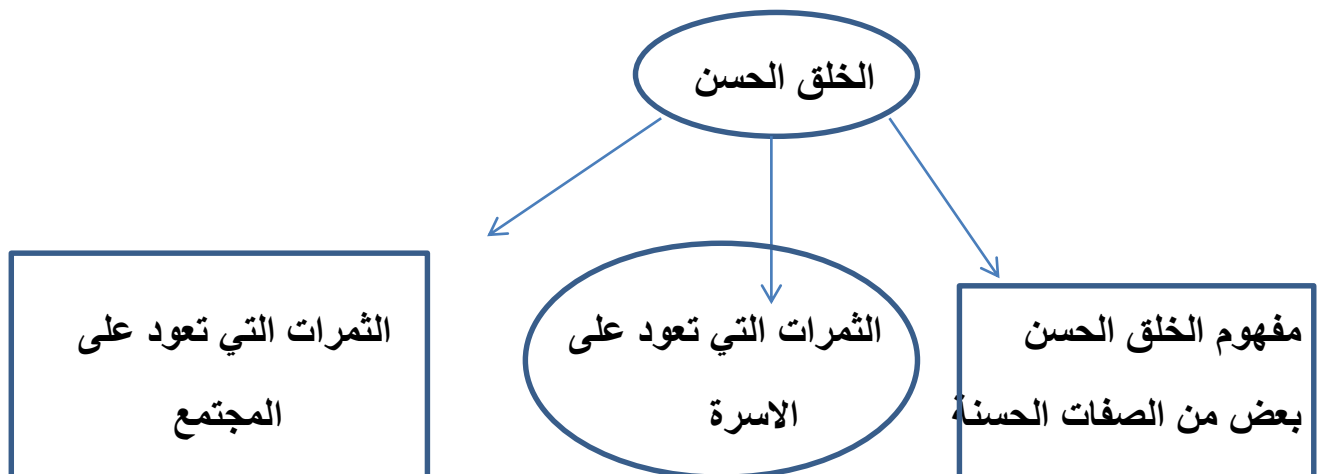 الخلق الحسن
مفهوم الخلق الحسن
بعض من الصفات الحسنة
الثمرات التي تعود على
الاسرة
الثمرات التي تعود على
المجتمع